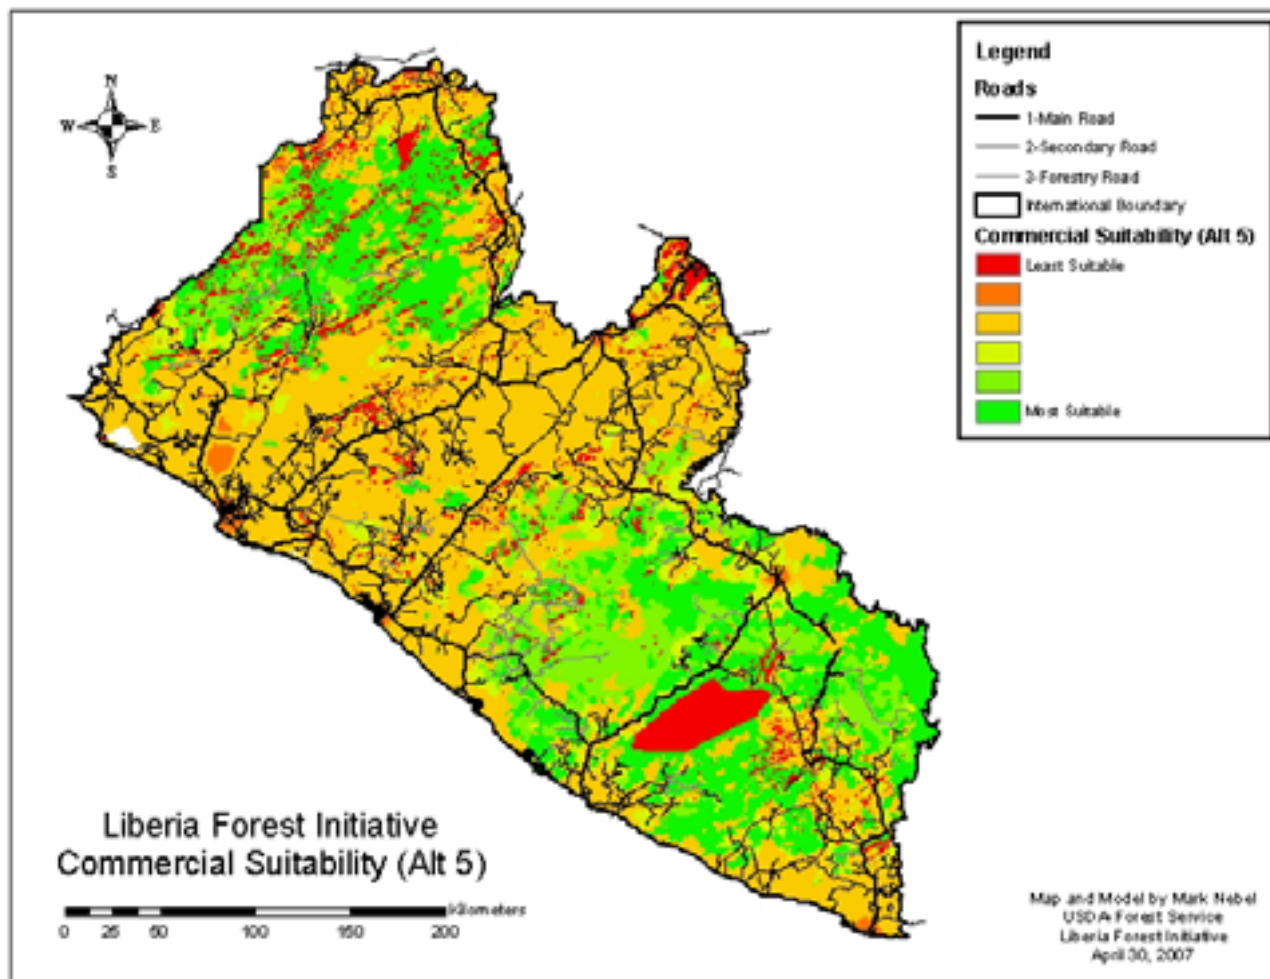 N
W E
S
Legend
Roads
1-Main Road
2-Secondary Road
3-Forestry Road
International Boundary
Commercial Suitability (Alt 5)
Least Suitable
Most Suitable
Liberia Forest Initiative
Commercial Suitability (Alt 5)
Kilometers
0 25 50 100 150 200
Map and Model by Mark Nebel
USDA Forest Service
Liberia Forest Initiative
April 30, 2007